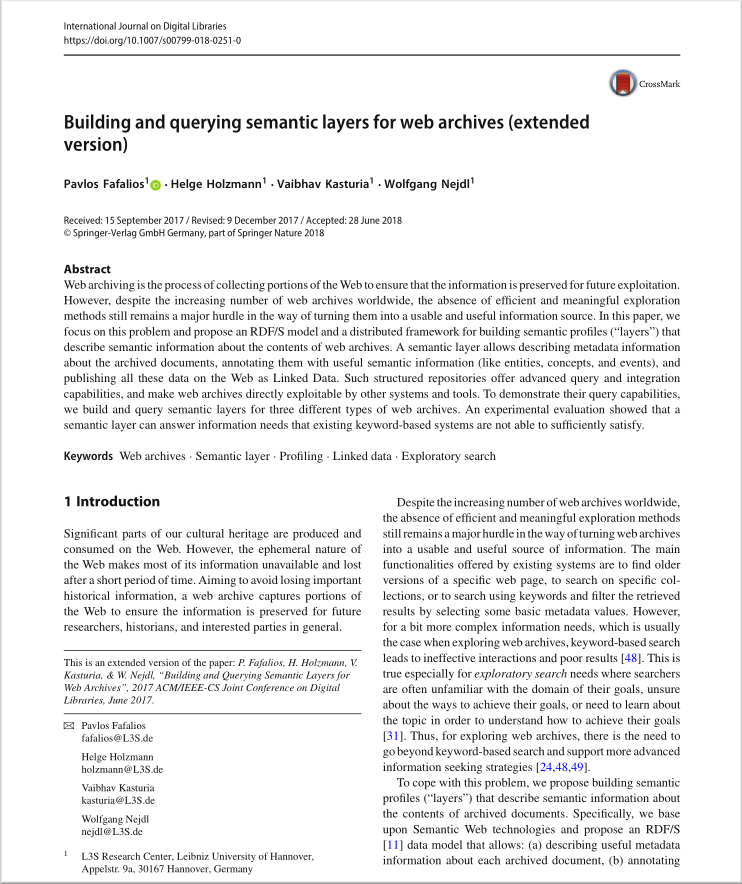 International Journal on Digital Libraries
https://doi.org/10.1007/s00799-018-0251-0
CrossMark
Building and querying semantic layers for web archives (extended
version)
Pavlos Fafalios1 · Helge Holzmann1 · Vaibhav Kasturia1 · Wolfgang Nejdl1
Received: 15 September 2017 / Revised: 9 December 2017 / Accepted: 28 June 2018
© Springer-Verlag GmbH Germany, part of Springer Nature 2018
Abstract
Web archiving is the process of collecting portions of the Web to ensure that the information is preserved for future exploitation.
However, despite the increasing number of web archives worldwide, the absence of efficient and meaningful exploration
methods still remains a major hurdle in the way of turning them into a usable and useful information source. In this paper, we
focus on this problem and propose an RDF/S model and a distributed framework for building semantic profiles (“layers”) that
describe semantic information about the contents of web archives. A semantic layer allows describing metadata information
about the archived documents, annotating them with useful semantic information (like entities, concepts, and events), and
publishing all these data on the Web as Linked Data. Such structured repositories offer advanced query and integration
capabilities, and make web archives directly exploitable by other systems and tools. To demonstrate their query capabilities,
we build and query semantic layers for three different types of web archives. An experimental evaluation showed that a
semantic layer can answer information needs that existing keyword-based systems are not able to sufficiently satisfy.
Keywords Web archives · Semantic layer · Profiling · Linked data · Exploratory search
1 Introduction
Significant parts of our cultural heritage are produced and
consumed on the Web. However, the ephemeral nature of
the Web makes most of its information unavailable and lost
after a short period of time. Aiming to avoid losing important
historical information, a web archive captures portions of
the Web to ensure the information is preserved for future
researchers, historians, and interested parties in general.
This is an extended version of the paper: P. Fafalios, H. Holzmann, V.
Kasturia, & W. Nejdl, “Building and Querying Semantic Layers for
Web Archives”, 2017 ACM/IEEE-CS Joint Conference on Digital
Libraries, June 2017.
Pavlos Fafalios
fafalios@L3S.de
Helge Holzmann
holzmann@L3S.de
Vaibhav Kasturia
kasturia@L3S.de
Wolfgang Nejdl
nejdl@L3S.de
1 L3S Research Center, Leibniz University of Hannover,
Appelstr. 9a, 30167 Hannover, Germany
Despite the increasing number of web archives worldwide,
the absence of efficient and meaningful exploration methods
still remains a major hurdle in the way of turning web archives
into a usable and useful source of information. The main
functionalities offered by existing systems are to find older
versions of a specific web page, to search on specific col-
lections, or to search using keywords and filter the retrieved
results by selecting some basic metadata values. However,
for a bit more complex information needs, which is usually
the case when exploring web archives, keyword-based search
leads to ineffective interactions and poor results [48]. This is
true especially for exploratory search needs where searchers
are often unfamiliar with the domain of their goals, unsure
about the ways to achieve their goals, or need to learn about
the topic in order to understand how to achieve their goals
[31]. Thus, for exploring web archives, there is the need to
go beyond keyword-based search and support more advanced
information seeking strategies [24,48,49].
To cope with this problem, we propose building semantic
profiles (“layers”) that describe semantic information about
the contents of archived documents. Specifically, we base
upon Semantic Web technologies and propose an RDF/S
[11] data model that allows: (a) describing useful metadata
information about each archived document, (b) annotating